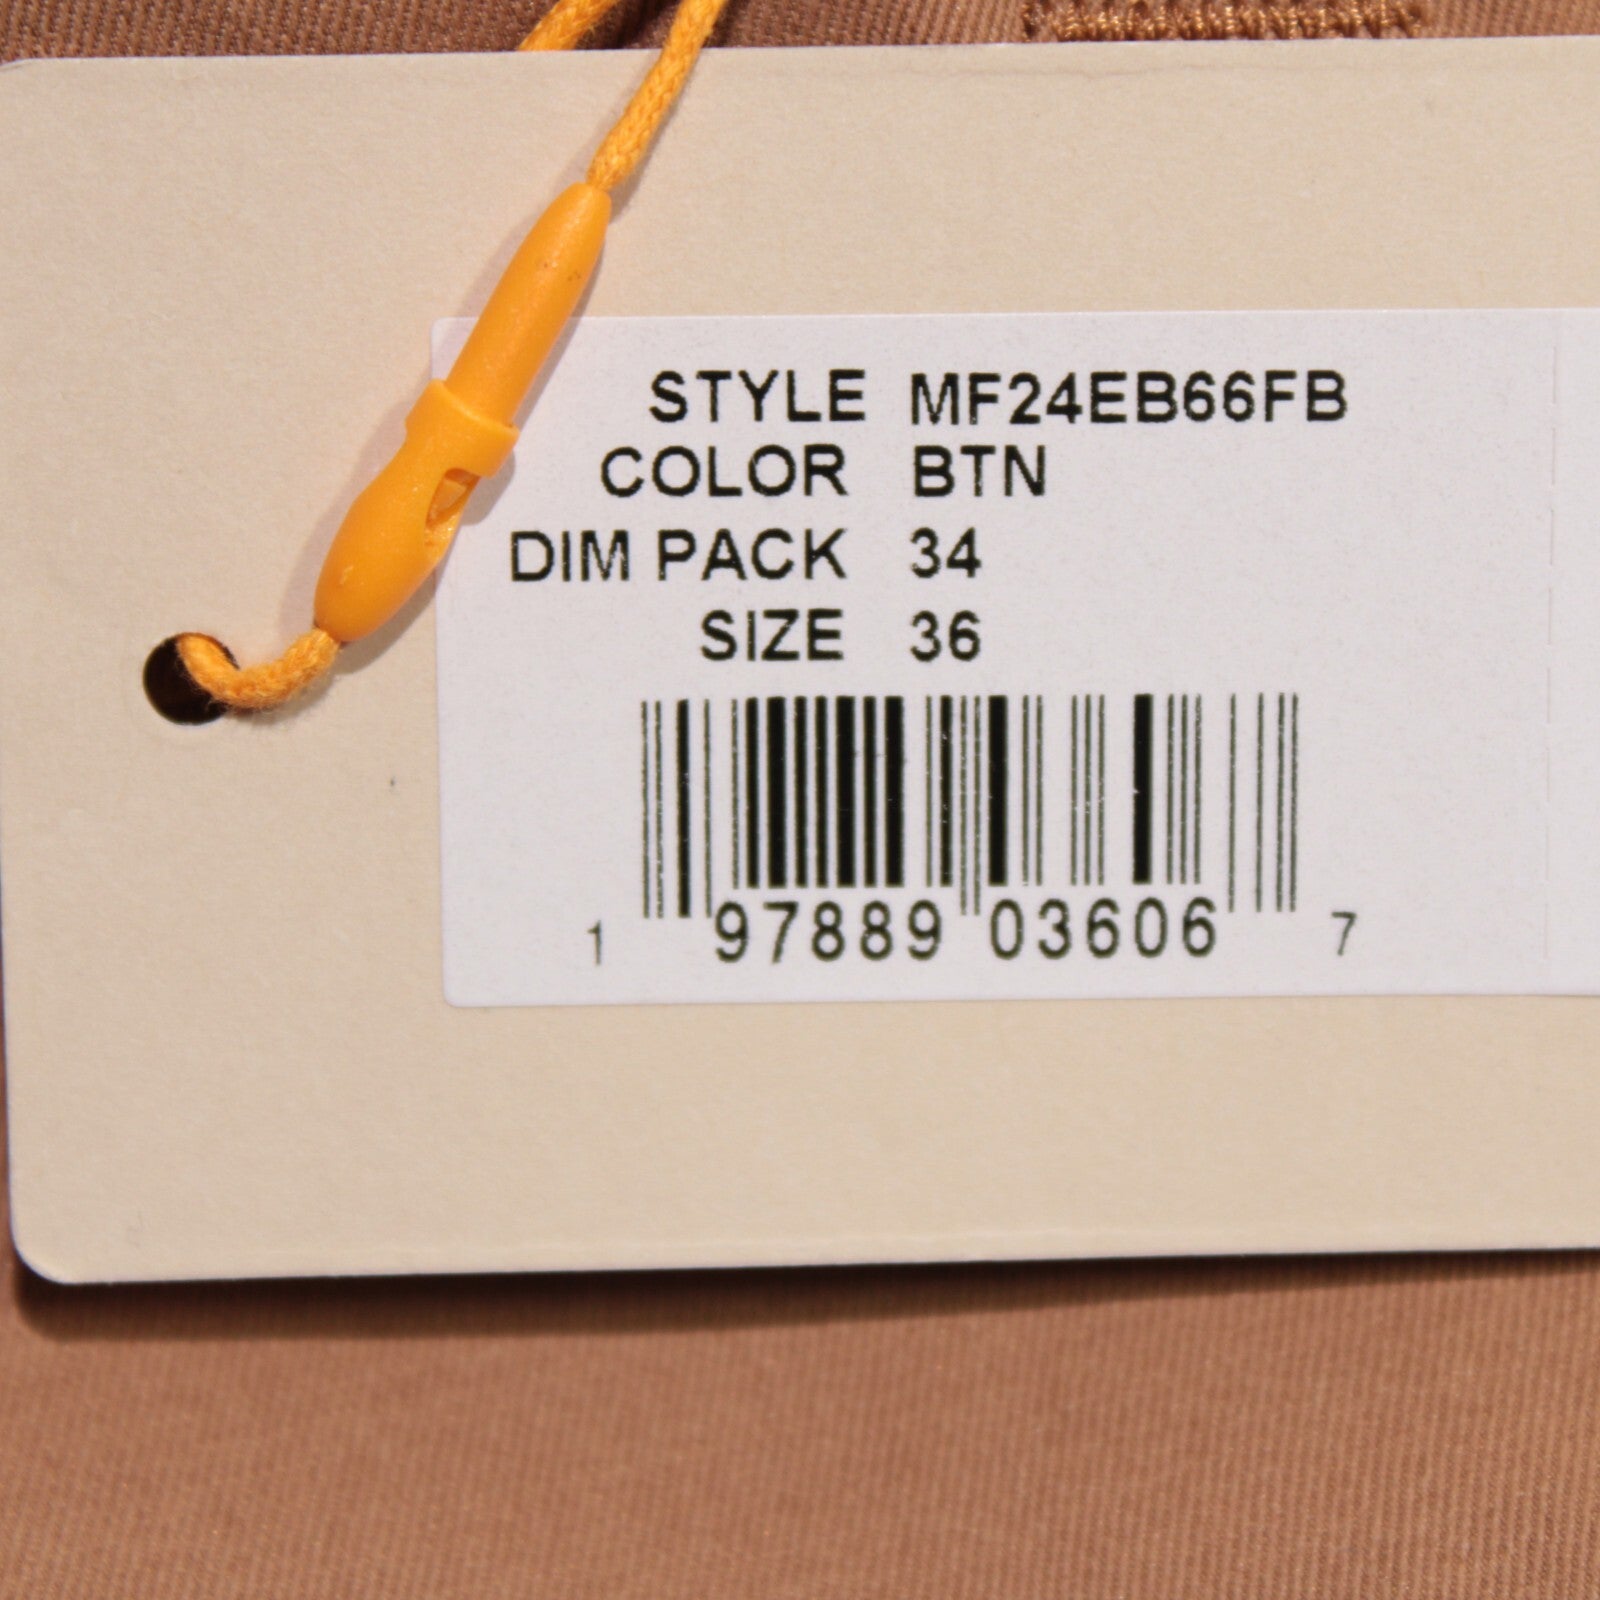 STYLE MF24EB66FB
COLOR BTN
DIM PACK 34
SIZE 36
1 97889 03606 7